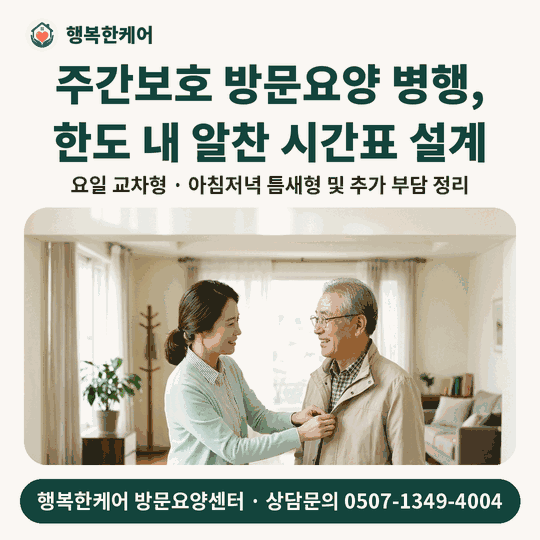 행복한케어
주간보호 방문요양 병행,
한도 내 알찬 시간표 설계
요일 교차형 · 아침저녁 틈새형 및 추가 부담 정리
행복한케어 방문요양센터 · 상담문의 0507-1349-4004